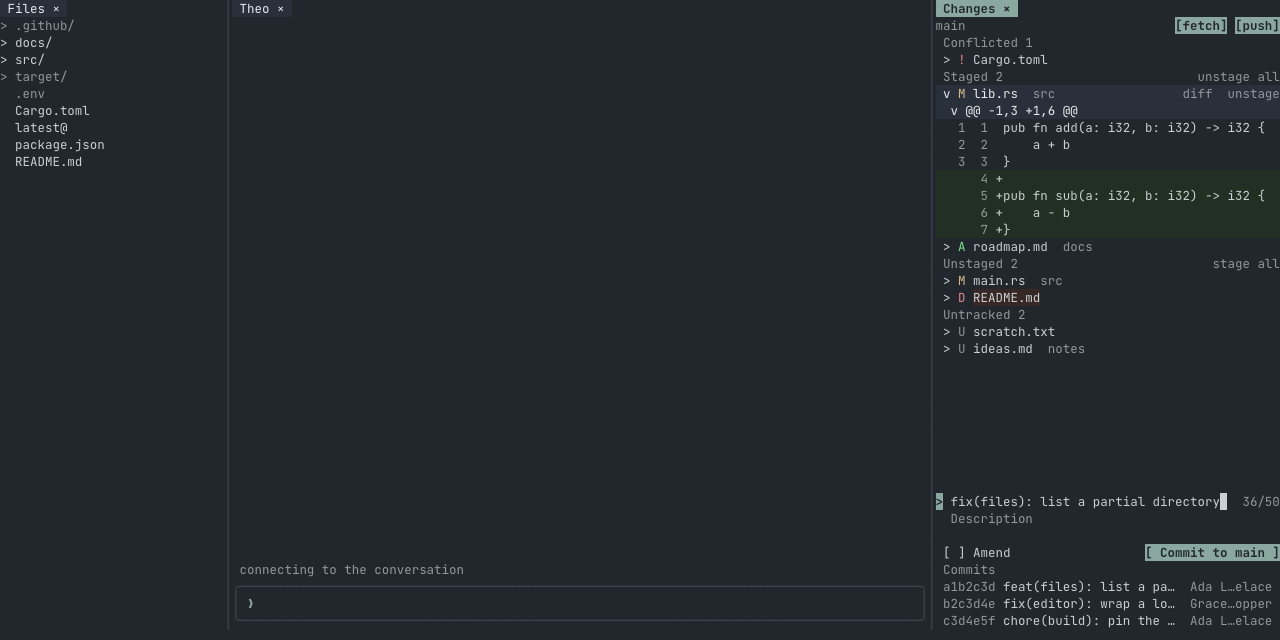 Files ×
> .github/
> docs/
> src/
> target/
.env
Cargo.toml
latest@
package.json
README.md
Theo ×
connecting to the conversation
❯
Changes ×
main [fetch] [push]
Conflicted 1
> ! Cargo.toml
Staged 2 unstage all
v M lib.rs src diff unstage
v @@ -1,3 +1,6 @@
1 1 pub fn add(a: i32, b: i32) -> i32 {
2 2 a + b
3 3 }
4 +
5 +pub fn sub(a: i32, b: i32) -> i32 {
6 + a - b
7 +}
> A roadmap.md docs
Unstaged 2 stage all
> M main.rs src
> D README.md
Untracked 2
> U scratch.txt
> U ideas.md notes
> fix(files): list a partial directory 36/50
Description
[ ] Amend [ Commit to main ]
Commits
a1b2c3d feat(files): list a pa… Ada L…elace
b2c3d4e fix(editor): wrap a lo… Grace…opper
c3d4e5f chore(build): pin the … Ada L…elace